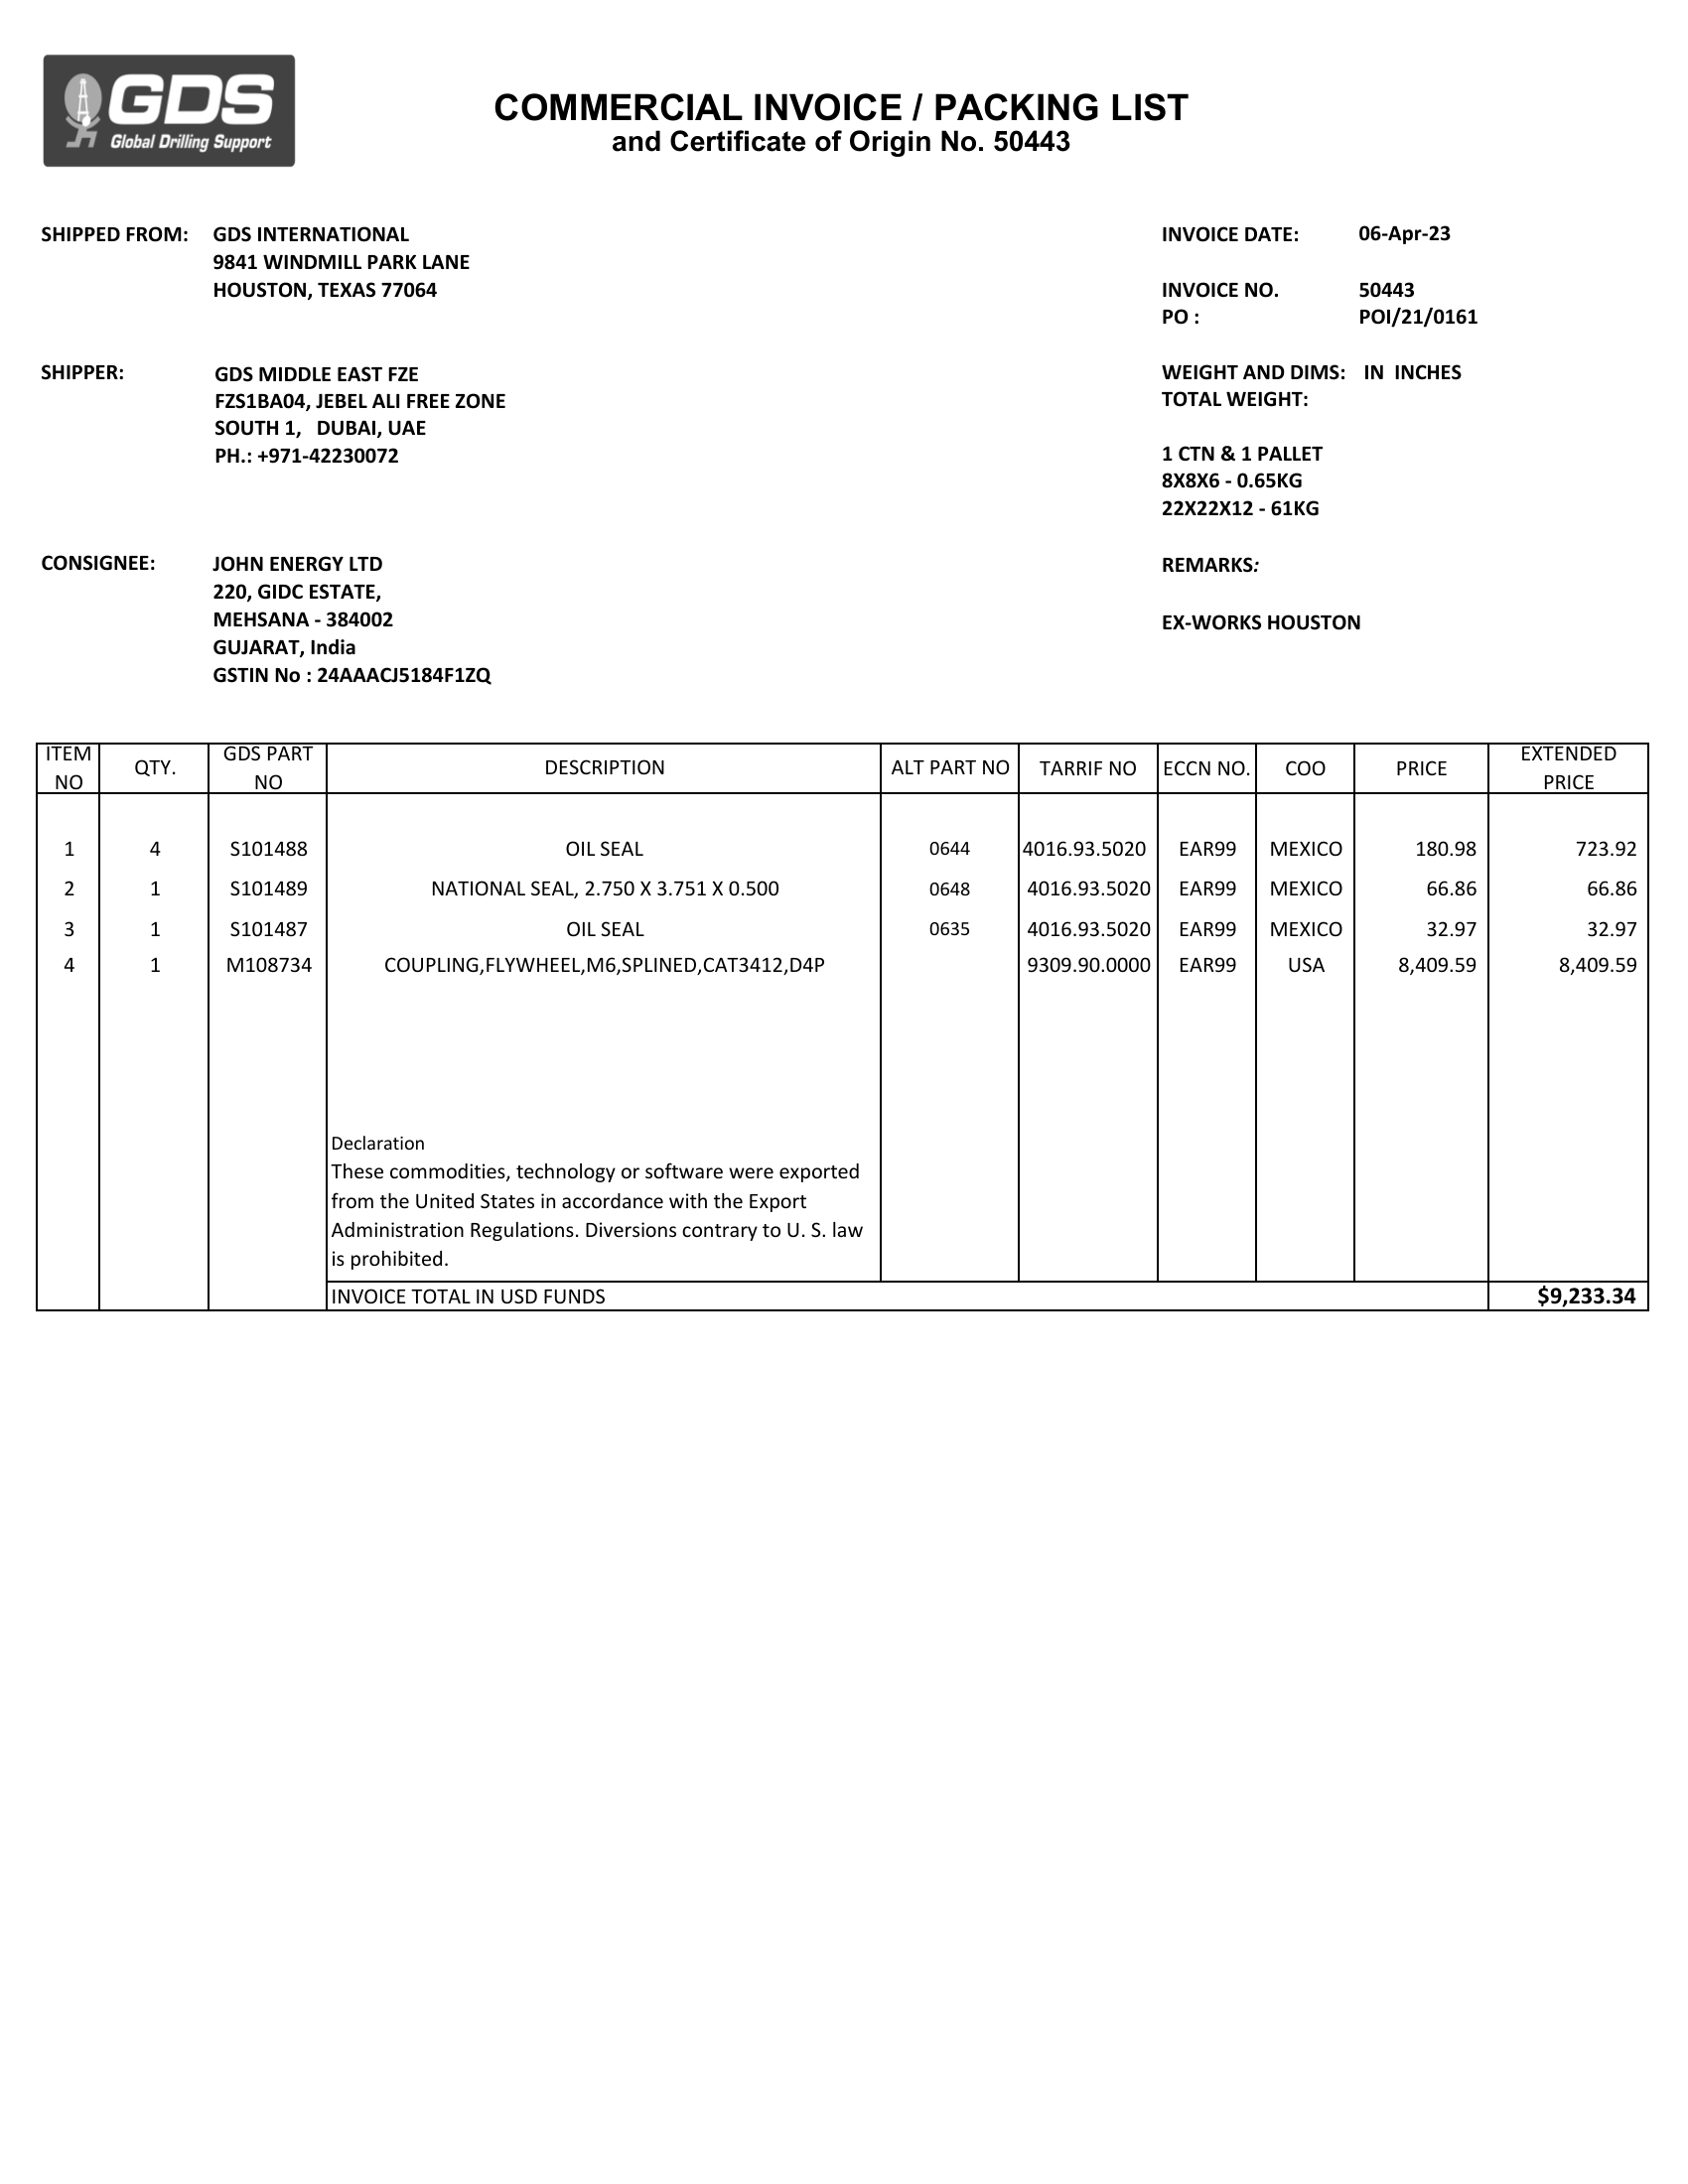 GDS
Global Drilling Support
COMMERCIAL INVOICE / PACKING LIST
and Certificate of Origin No. 50443
SHIPPED FROM: GDS INTERNATIONAL
9841 WINDMILL PARK LANE
HOUSTON, TEXAS 77064
INVOICE DATE: 06-Apr-23
INVOICE NO. 50443
PO : POI/21/0161
SHIPPER: GDS MIDDLE EAST FZE
FZS1BA04, JEBEL ALI FREE ZONE
SOUTH 1, DUBAI, UAE
PH.: +971-42230072
WEIGHT AND DIMS: IN INCHES
TOTAL WEIGHT:
1 CTN & 1 PALLET
8X8X6 - 0.65KG
22X22X12 - 61KG
CONSIGNEE: JOHN ENERGY LTD
220, GIDC ESTATE,
MEHSANA - 384002
GUJARAT, India
GSTIN No : 24AAACJ5184F1ZQ
REMARKS:
EX-WORKS HOUSTON
ITEM NO QTY. GDS PART NO DESCRIPTION ALT PART NO TARRIF NO ECCN NO. COO PRICE EXTENDED PRICE
1 4 S101488 OIL SEAL 0644 4016.93.5020 EAR99 MEXICO 180.98 723.92
2 1 S101489 NATIONAL SEAL, 2.750 X 3.751 X 0.500 0648 4016.93.5020 EAR99 MEXICO 66.86 66.86
3 1 S101487 OIL SEAL 0635 4016.93.5020 EAR99 MEXICO 32.97 32.97
4 1 M108734 COUPLING,FLYWHEEL,M6,SPLINED,CAT3412,D4P 9309.90.0000 EAR99 USA 8,409.59 8,409.59
Declaration
These commodities, technology or software were exported
from the United States in accordance with the Export
Administration Regulations. Diversions contrary to U. S. law
is prohibited.
INVOICE TOTAL IN USD FUNDS $9,233.34